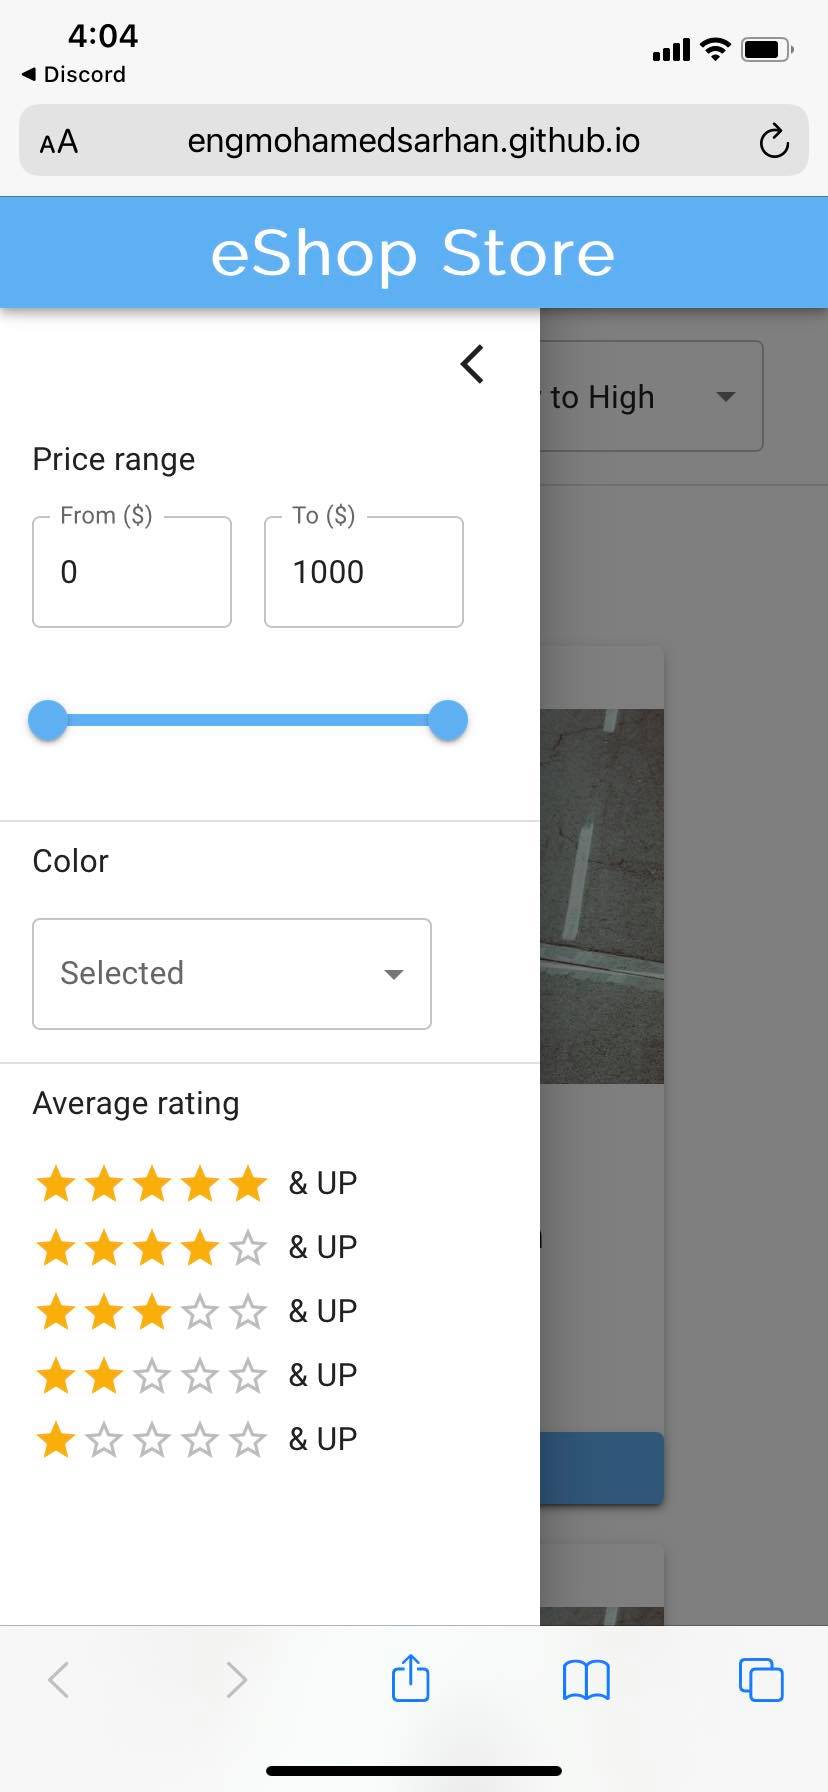 4:04
◀ Discord
AA engmohamedsarhan.github.io
eShop Store
to High
Price range
From ($) To ($)
0 1000
Color
Selected
Average rating
& UP
& UP
& UP
& UP
& UP